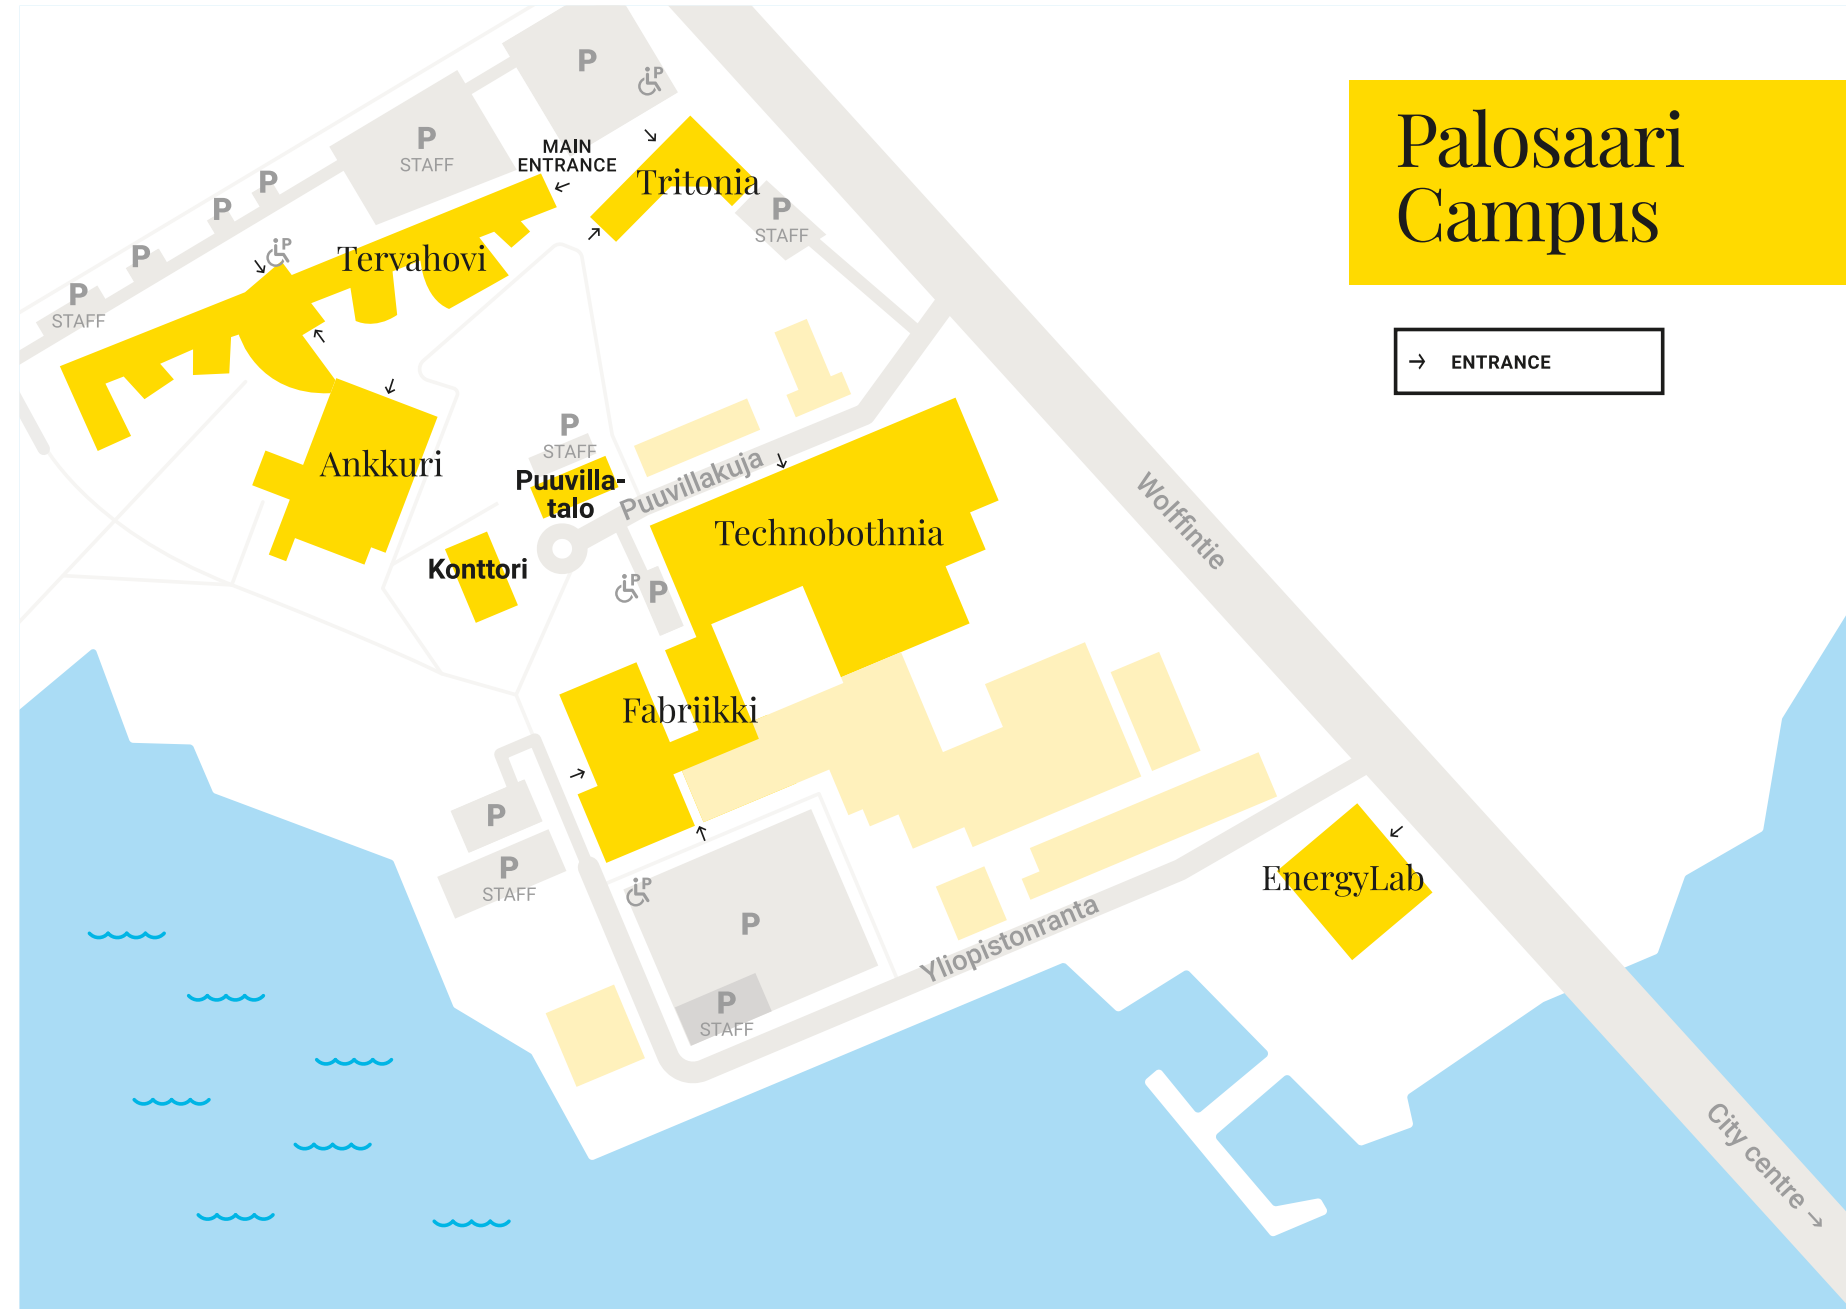 Palosaari
Campus
→ ENTRANCE
P
P
P
STAFF
MAIN
ENTRANCE
Tritonia
P
STAFF
P
P
P
P
P
STAFF
Tervahovi
Ankkuri
P
STAFF
Puuvilla-
talo
Puuvillakuja
Konttori
P
P
Technobothnia
Wolffintie
Fabriikki
P
P
STAFF
P
P
P
STAFF
Yliopistonranta
EnergyLab
City centre →